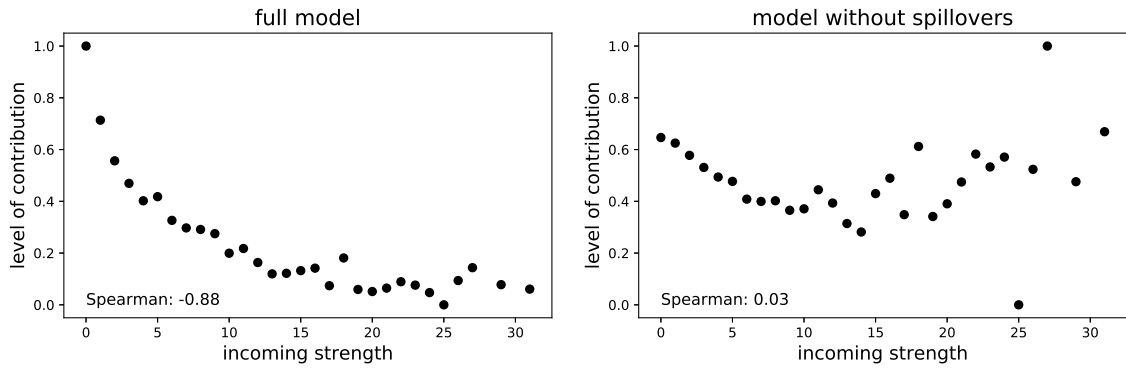 full model
level of contribution
1.0
0.8
0.6
0.4
0.2
0.0
Spearman: -0.88
0 5 10 15 20 25 30
incoming strength
model without spillovers
level of contribution
1.0
0.8
0.6
0.4
0.2
0.0
Spearman: 0.03
0 5 10 15 20 25 30
incoming strength